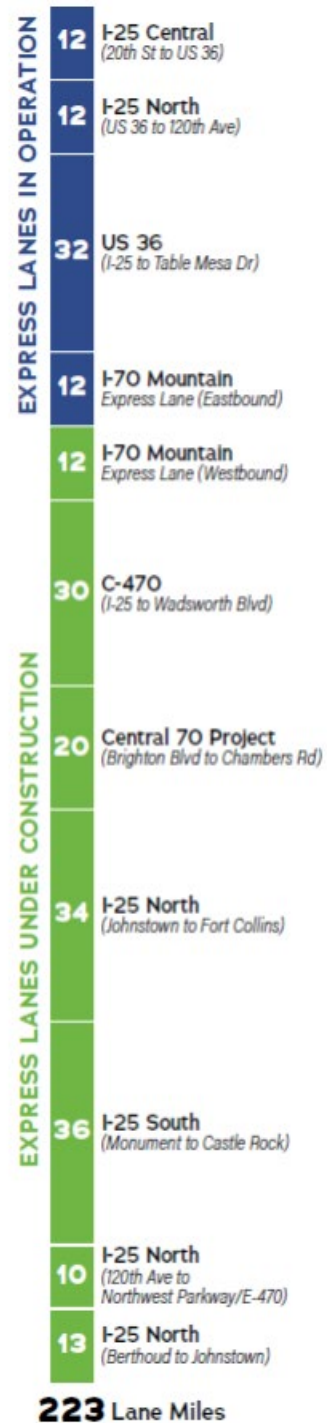 EXPRESS LANES IN OPERATION
12 I-25 Central
(20th St to US 36)
12 I-25 North
(US 36 to 120th Ave)
32 US 36
(I-25 to Table Mesa Dr)
12 I-70 Mountain
Express Lane (Eastbound)
EXPRESS LANES UNDER CONSTRUCTION
12 I-70 Mountain
Express Lane (Westbound)
30 C-470
(I-25 to Wadsworth Blvd)
20 Central 70 Project
(Brighton Blvd to Chambers Rd)
34 I-25 North
(Johnstown to Fort Collins)
36 I-25 South
(Monument to Castle Rock)
10 I-25 North
(120th Ave to
Northwest Parkway/E-470)
13 I-25 North
(Berthoud to Johnstown)
223 Lane Miles